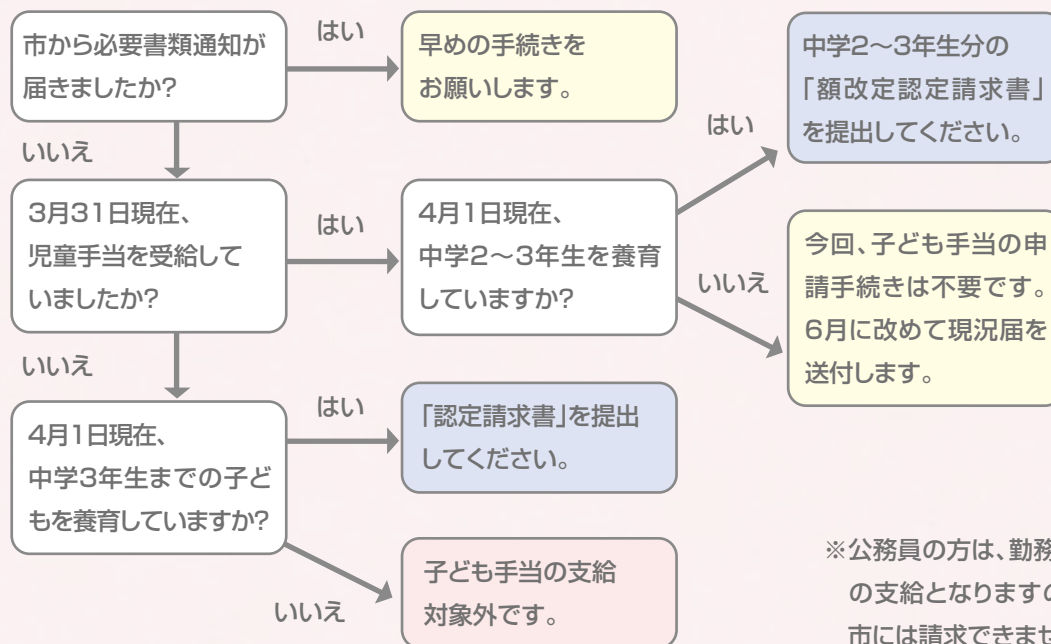 市から必要書類通知が
届きましたか?
はい
早めの手続きを
お願いします。
いいえ
3月31日現在、
児童手当を受給して
いましたか?
はい
4月1日現在、
中学2〜3年生を養育
していますか?
はい
中学2〜3年生分の
「額改定認定請求書」
を提出してください。
いいえ
今回、子ども手当の申
請手続きは不要です。
6月に改めて現況届を
送付します。
いいえ
4月1日現在、
中学3年生までの子ど
もを養育していますか?
はい
「認定請求書」を提出
してください。
いいえ
子ども手当の支給
対象外です。
※公務員の方は、勤務
の支給となりますの
市には請求できませ